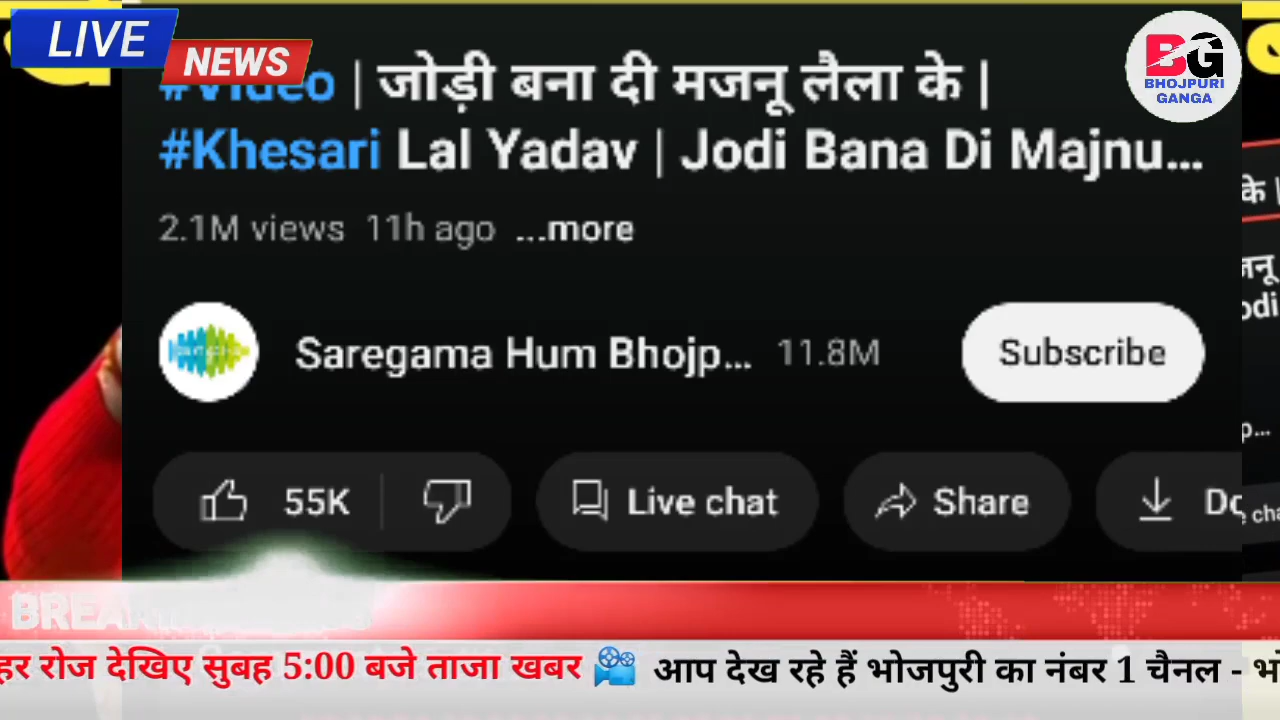 LIVE
NEWS
#Video | जोड़ी बना दी मजनू लैला के |
#Khesari Lal Yadav | Jodi Bana Di Majnu...
2.1M views 11h ago ...more
BG
BHOJPURI
GANGA
Saregama Hum Bhojp... 11.8M
Subscribe
55K
Live chat
Share
के |
p...
हर रोज देखिए सुबह 5:00 बजे ताजा खबर 🎥 आप देख रहे हैं भोजपुरी का नंबर 1 चैनल -